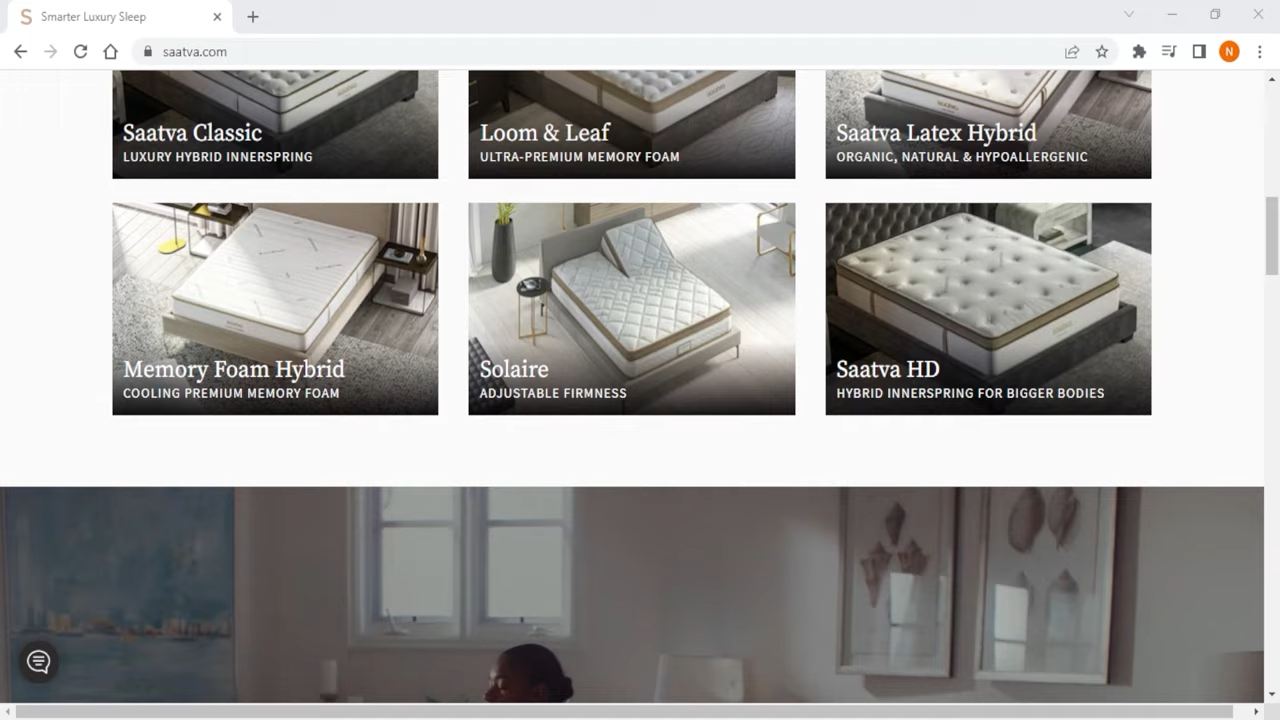 Smarter Luxury Sleep
saatva.com
N
Saatva Classic
LUXURY HYBRID INNERSPRING
Loom & Leaf
ULTRA-PREMIUM MEMORY FOAM
Saatva Latex Hybrid
ORGANIC, NATURAL & HYPOALLERGENIC
Memory Foam Hybrid
COOLING PREMIUM MEMORY FOAM
Solaire
ADJUSTABLE FIRMNESS
Saatva HD
HYBRID INNERSPRING FOR BIGGER BODIES